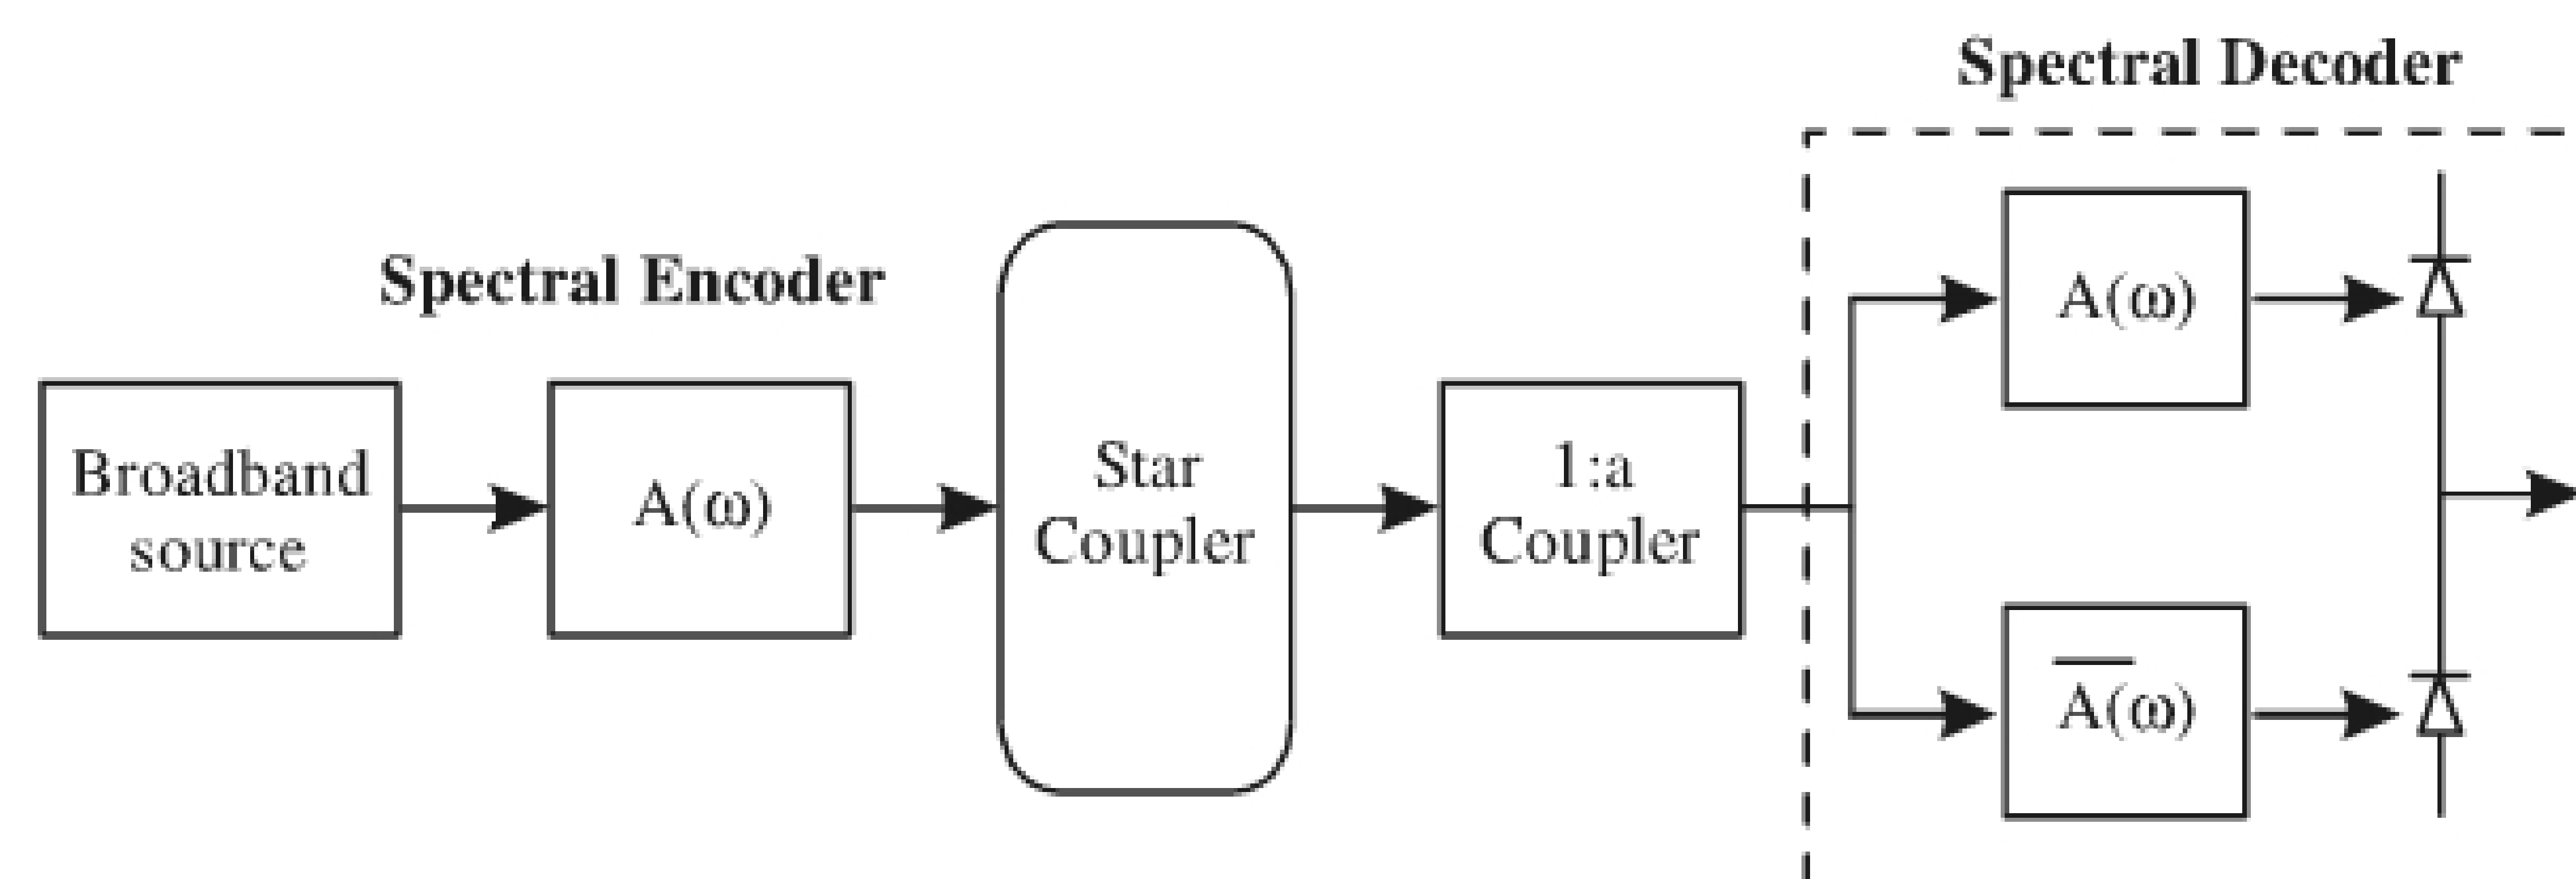 Spectral Decoder
Spectral Encoder
Broadband
source
A(ω)
Star
Coupler
1:a
Coupler
A(ω)
A̅(ω)